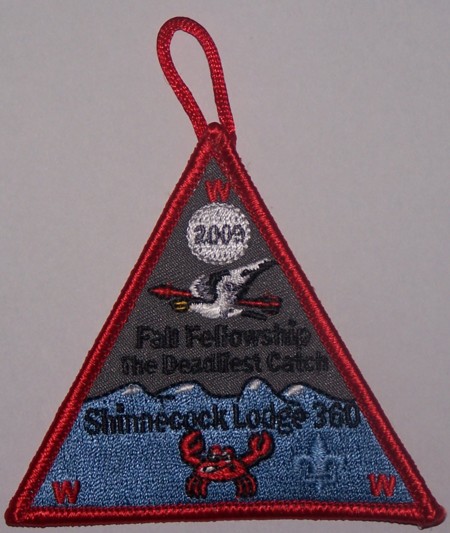 W
2009
Fall Fellowship
The Deadliest Catch
Shinnecock Lodge 360
W W